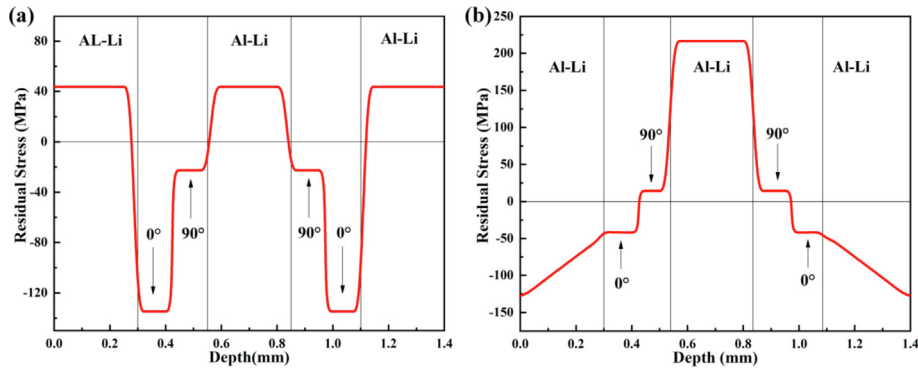 (a)
AL-Li
Al-Li
Al-Li
80
40
0
-40
-80
-120
Residual Stress (MPa)
0°
90°
90°
0°
0.0 0.2 0.4 0.6 0.8 1.0 1.2 1.4
Depth(mm)
(b)
250
200
150
100
50
0
-50
-100
-150
Residual Stress (MPa)
Al-Li
Al-Li
Al-Li
90°
90°
0°
0°
0.0 0.2 0.4 0.6 0.8 1.0 1.2 1.4
Depth (mm)